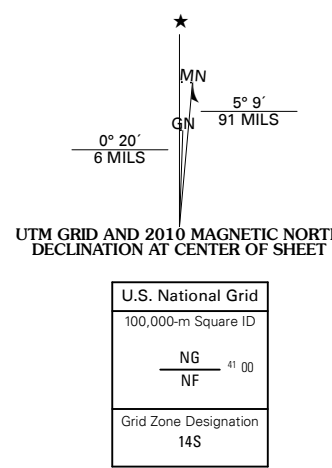 ★
MN
GN
5° 9´
91 MILS
0° 20´
6 MILS
UTM GRID AND 2010 MAGNETIC NORTH
DECLINATION AT CENTER OF SHEET
U.S. National Grid
100,000-m Square ID
NG
41 00
NF
Grid Zone Designation
14S